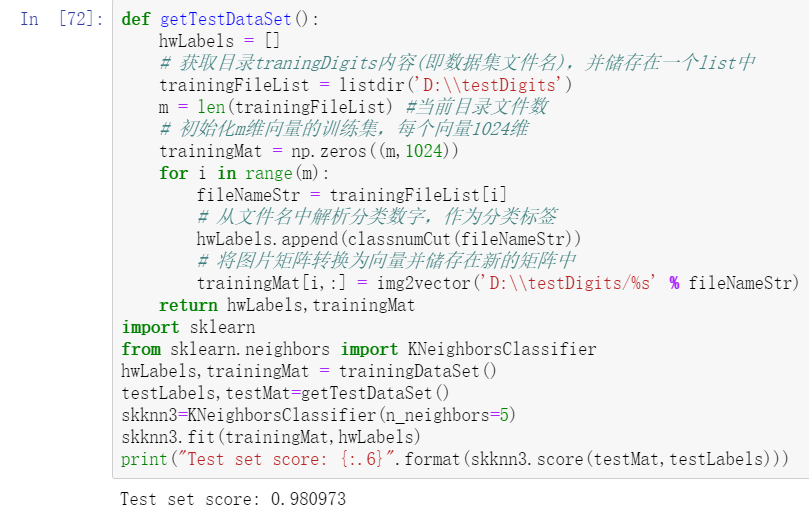 In [72]: def getTestDataSet():
    hwLabels = []
    # 获取目录traningDigits内容(即数据集文件名)，并储存在一个list中
    trainingFileList = listdir('D:\\testDigits')
    m = len(trainingFileList) #当前目录文件数
    # 初始化m维向量的训练集，每个向量1024维
    trainingMat = np.zeros((m,1024))
    for i in range(m):
        fileNameStr = trainingFileList[i]
        # 从文件名中解析分类数字，作为分类标签
        hwLabels.append(classnumCut(fileNameStr))
        # 将图片矩阵转换为向量并储存在新的矩阵中
        trainingMat[i,:] = img2vector('D:\\testDigits/%s' % fileNameStr)
    return hwLabels,trainingMat
import sklearn
from sklearn.neighbors import KNeighborsClassifier
hwLabels,trainingMat = trainingDataSet()
testLabels,testMat=getTestDataSet()
skknn3=KNeighborsClassifier(n_neighbors=5)
skknn3.fit(trainingMat,hwLabels)
print("Test set score: {:.6}".format(skknn3.score(testMat,testLabels)))
Test set score: 0.980973